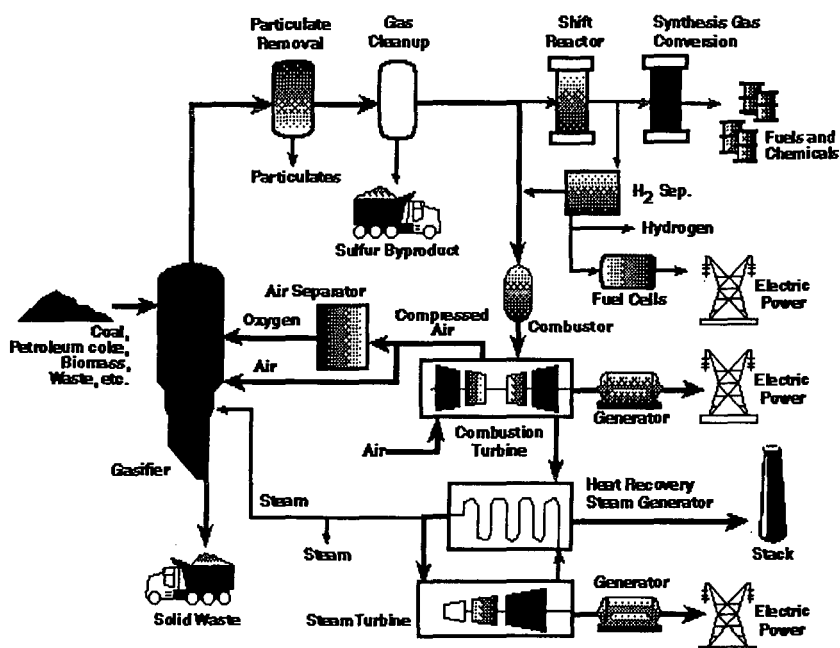 Particulate
Removal
Gas
Cleanup
Shift
Reactor
Synthesis Gas
Conversion
Fuels and
Chemicals
Particulates
Sulfur Byproduct
H2 Sep.
Hydrogen
Fuel Cells
Electric
Power
Coal,
Petroleum coke,
Biomass,
Waste, etc.
Air Separator
Oxygen
Compressed
Air
Combustor
Air
Generator
Electric
Power
Gasifier
Air
Combustion
Turbine
Heat Recovery
Steam Generator
Steam
Steam
Stack
Solid Waste
Steam Turbine
Generator
Electric
Power